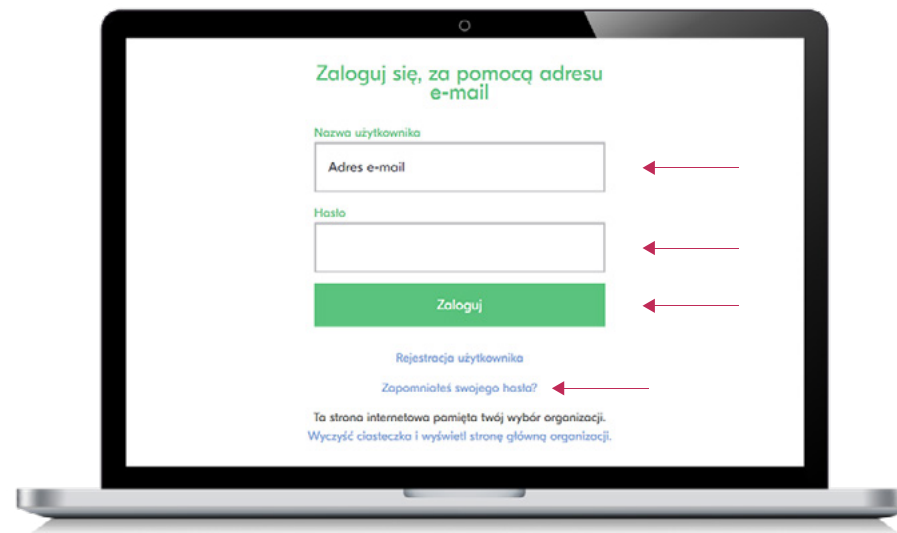 Zaloguj się, za pomocą adresu
e-mail
Nazwa użytkownika
Adres e-mail
Hasło
Zaloguj
Rejestracja użytkownika
Zapomniałeś swojego hasła?
Ta strona internetowa pamięta twój wybór organizacji.
Wyczyść ciasteczka i wyświetl stronę główną organizacji.